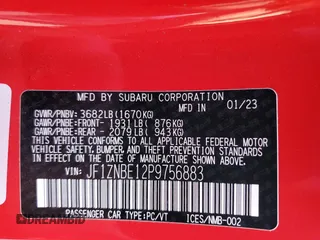 MFD BY SUBARU CORPORATION
GVWR/PNBV: 3682LB(1670KG) 01/23
GAWR/PNBE:FRONT- 1931LB( 876KG)
GAWR/PNBE:REAR - 2079LB( 943KG)
THIS VEHICLE CONFORMS TO ALL APPLICABLE FEDERAL MOTOR
VEHICLE SAFETY,BUMPER,AND THEFT PREVENTION STANDARDS
IN EFFECT ON THE DATE OF MANUFACTURE SHOWN ABOVE.
VIN: JF1ZNBE12P9756883
PASSENGER CAR TYPE:PC/VT ICES/NMB-002
DREAMBID